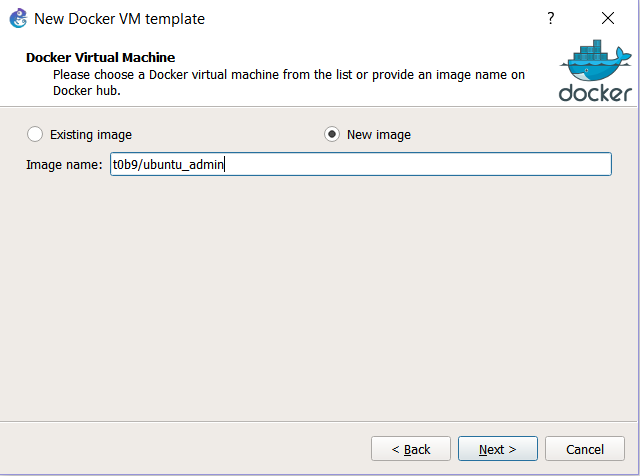 New Docker VM template
?
Docker Virtual Machine
Please choose a Docker virtual machine from the list or provide an image name on
Docker hub.
docker
Existing image
New image
Image name: t0b9/ubuntu_admin
< Back
Next >
Cancel